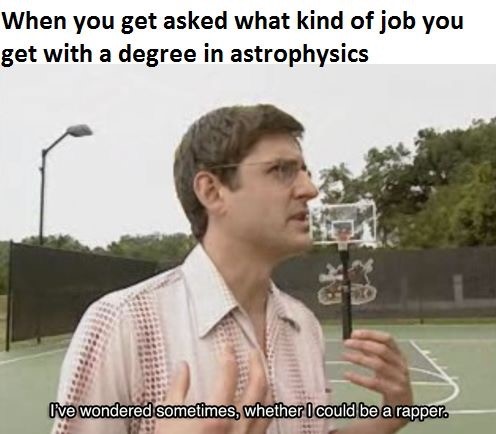 When you get asked what kind of job you
get with a degree in astrophysics
I've wondered sometimes, whether I could be a rapper.